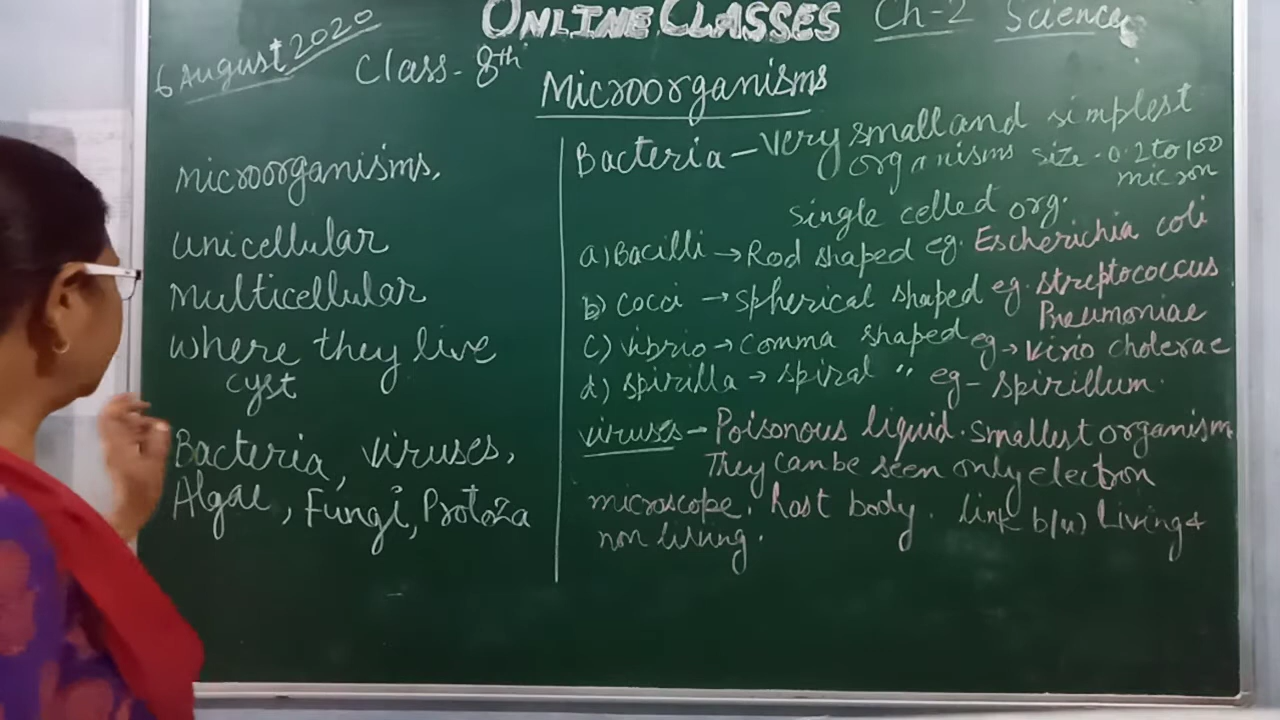 ONLINE CLASSES Ch-2 Science
6 August 2020
Class - 8th
Microorganisms
microorganisms,
unicellular
multicellular
where they live
cyst
Bacteria, viruses,
Algae, Fungi, Protoza
Bacteria – Very small and simplest
organisms size - 0.2 to 100
micron
single celled org.
a) Bacilli → Rod shaped eg. Escherichia coli
b) Cocci → spherical shaped eg. streptococcus
Pneumoniae
c) vibrio → comma shaped eg → Virio cholerae
d) spirilla → spiral " eg – spirillum.
viruses – Poisonous liquid. smallest organism
They can be seen only electron
microscope. host body. link b/w living &
non living.